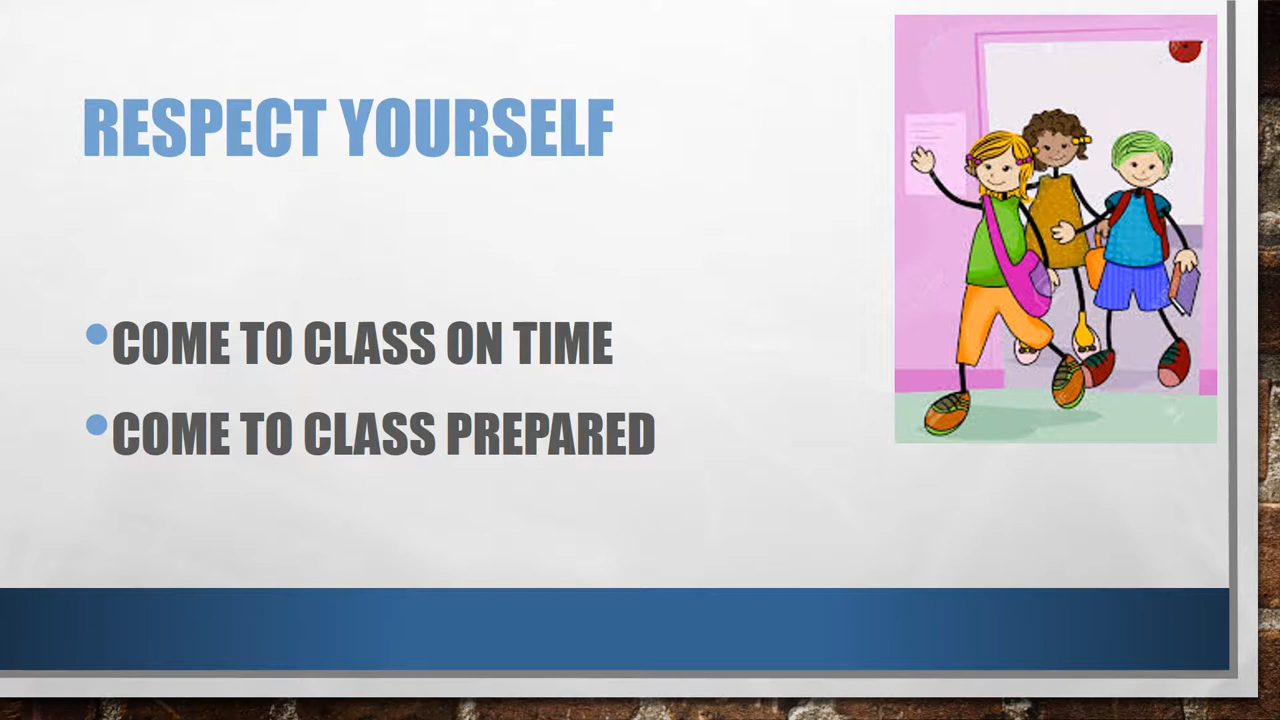 RESPECT YOURSELF
•COME TO CLASS ON TIME
•COME TO CLASS PREPARED